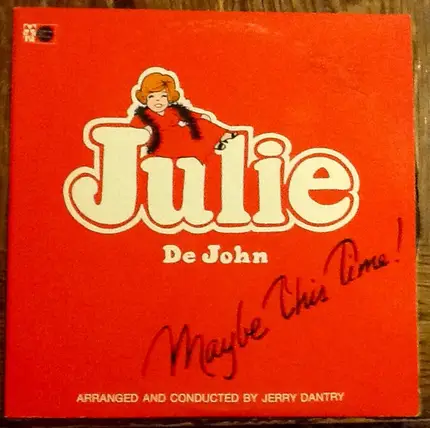 Julie
De John
Maybe This Time!
ARRANGED AND CONDUCTED BY JERRY DANTRY